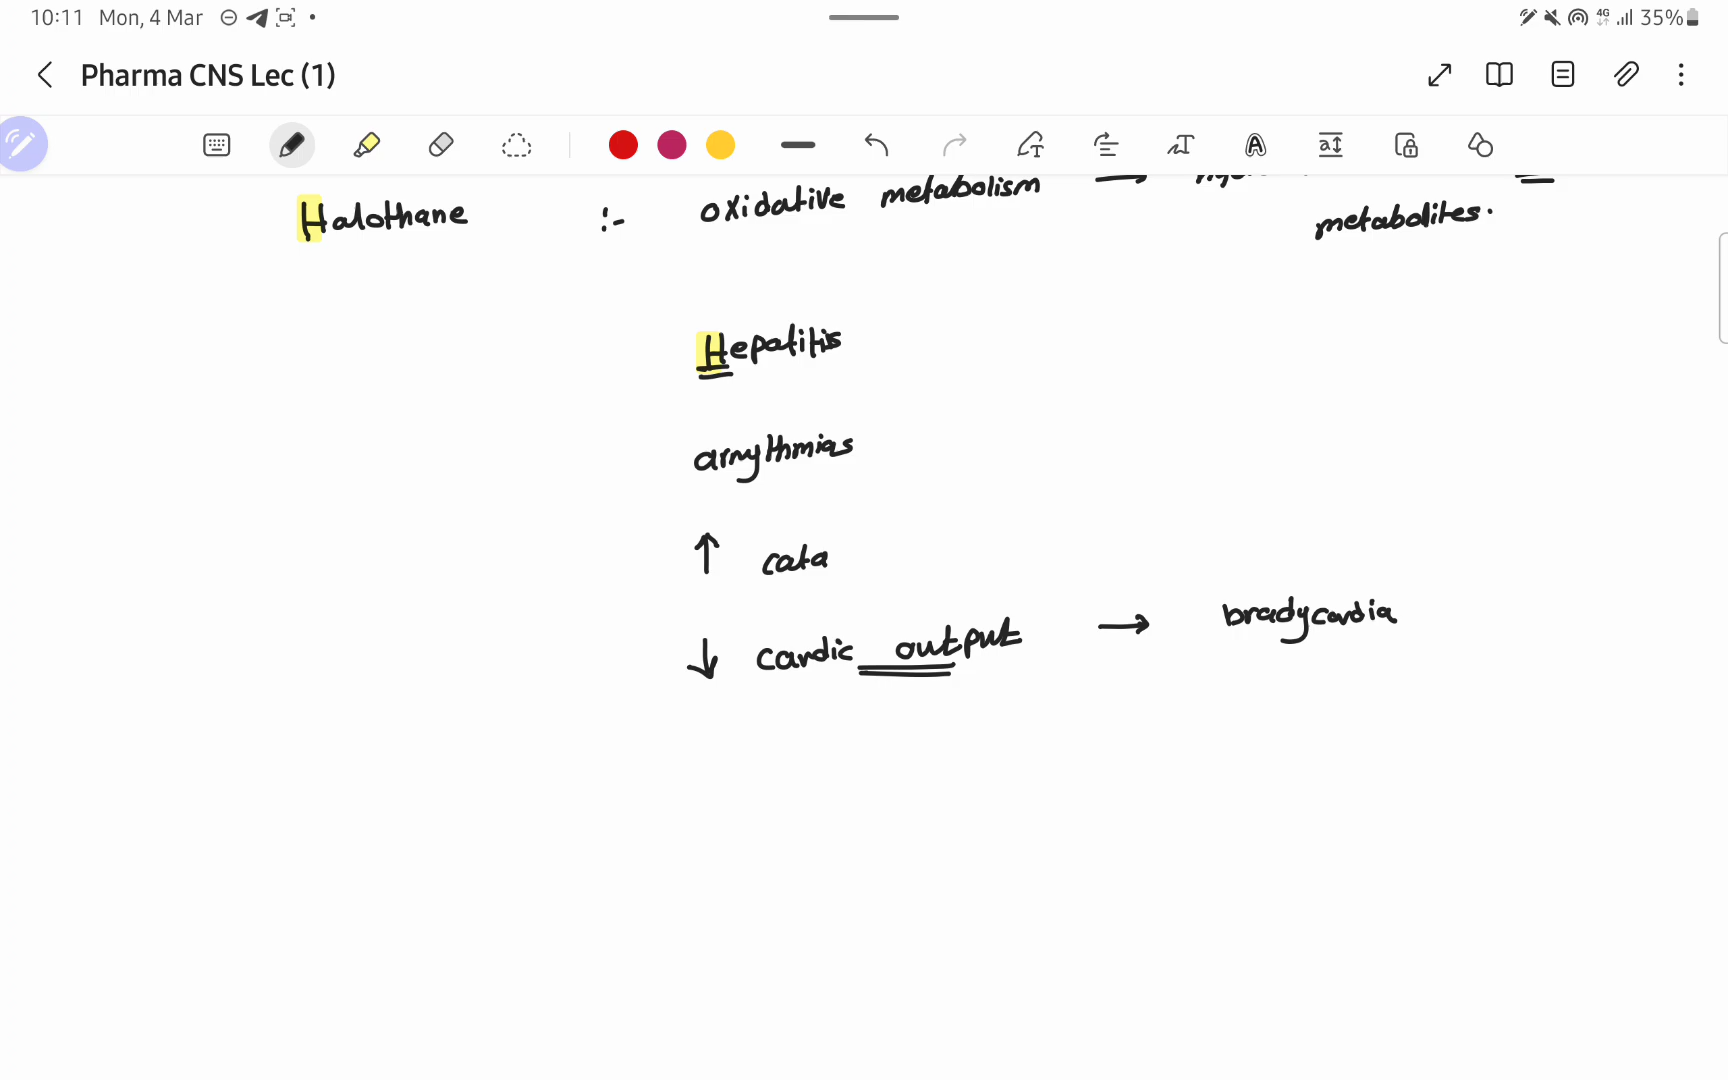 10:11 Mon, 4 Mar 4G 35%
Pharma CNS Lec (1)
Halothane :- oxidative metabolism →
metabolites.
Hepatitis
arrythmias
↑ cata
↓ cardic output → bradycardia